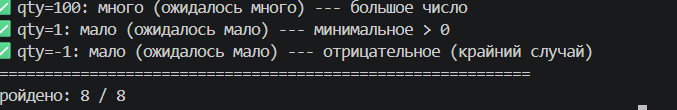 ✅ qty=100: много (ожидалось много) --- большое число
✅ qty=1: мало (ожидалось мало) --- минимальное > 0
✅ qty=-1: мало (ожидалось мало) --- отрицательное (крайний случай)
============================================================
ройдено: 8 / 8